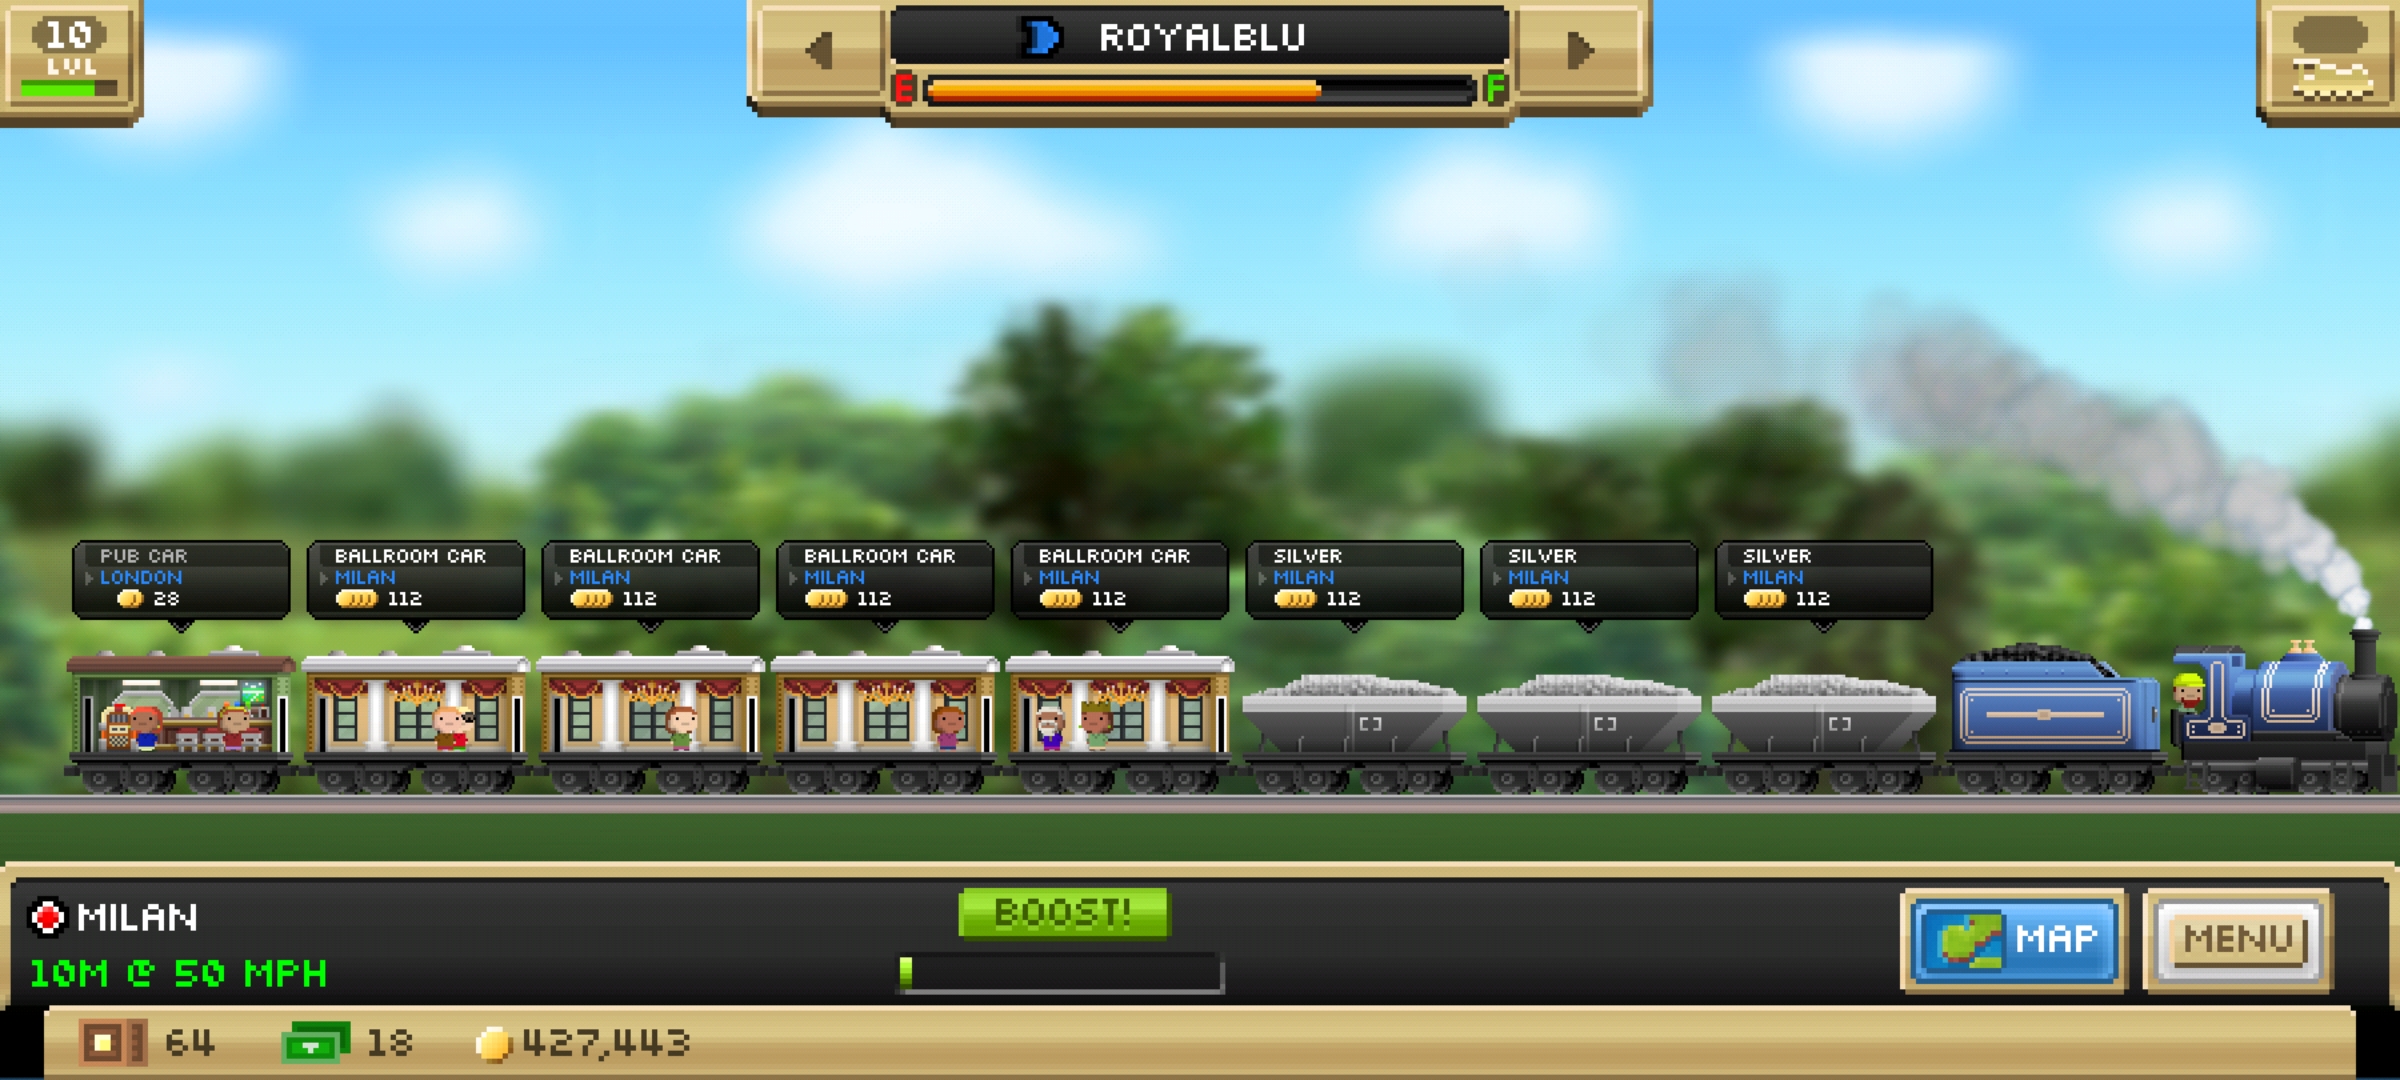 10
LVL
ROYALBLU
E
F
PUB CAR
LONDON
28
BALLROOM CAR
MILAN
112
BALLROOM CAR
MILAN
112
BALLROOM CAR
MILAN
112
BALLROOM CAR
MILAN
112
SILVER
MILAN
112
SILVER
MILAN
112
SILVER
MILAN
112
MILAN
10M @ 50 MPH
BOOST!
MAP
MENU
64
18
427,443